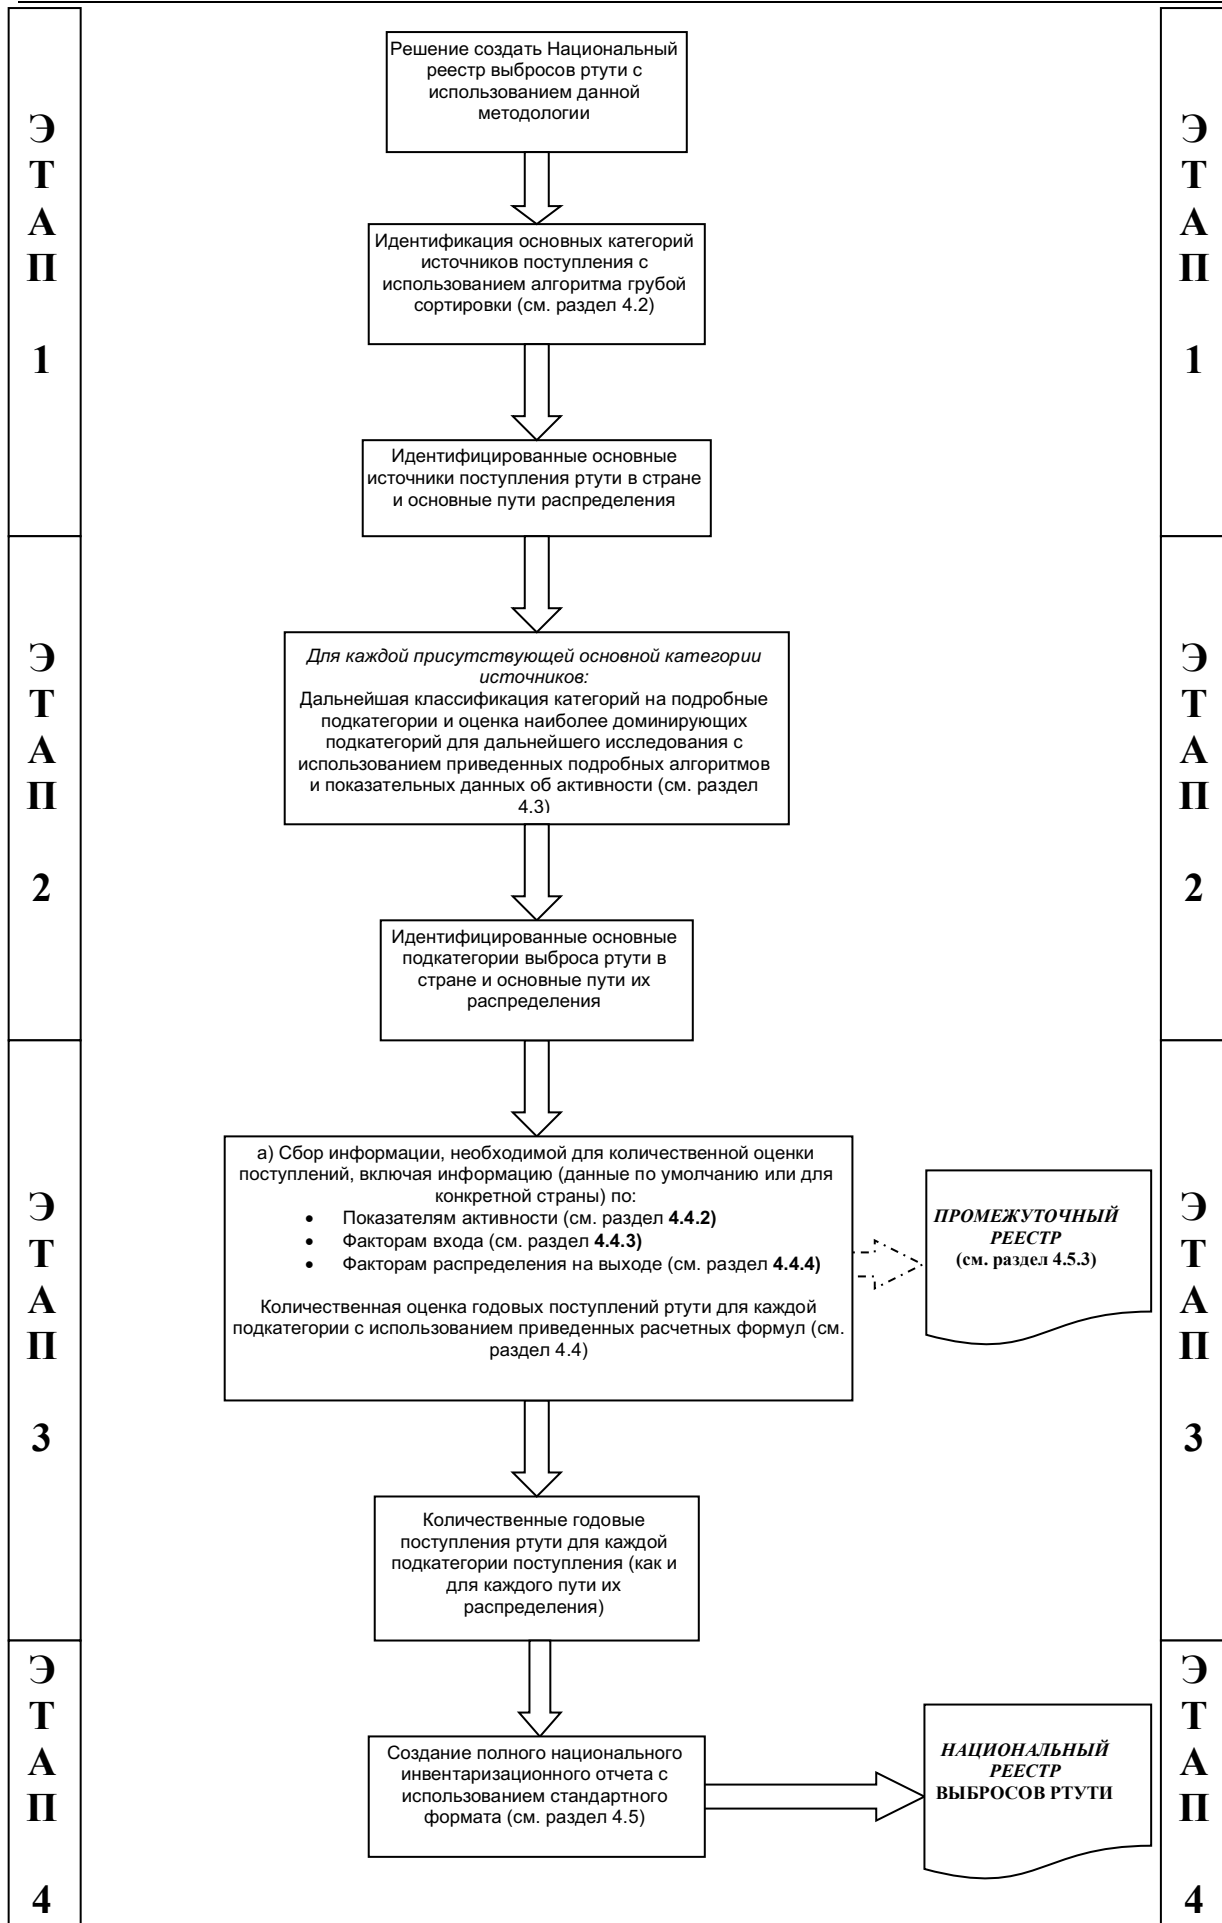 Э
Т
А
П
1
Решение создать Национальный
реестр выбросов ртути с
использованием данной
методологии
Идентификация основных категорий
источников поступления с
использованием алгоритма грубой
сортировки (см. раздел 4.2)
Идентифицированные основные
источники поступления ртути в стране
и основные пути распределения
Э
Т
А
П
1
Э
Т
А
П
2
Для каждой присутствующей основной категории
источников:
Дальнейшая классификация категорий на подробные
подкатегории и оценка наиболее доминирующих
подкатегорий для дальнейшего исследования с
использованием приведенных подробных алгоритмов
и показательных данных об активности (см. раздел
4.3)
Идентифицированные основные
подкатегории выброса ртути в
стране и основные пути их
распределения
Э
Т
А
П
2
Э
Т
А
П
3
а) Сбор информации, необходимой для количественной оценки
поступлений, включая информацию (данные по умолчанию или для
конкретной страны) по:
• Показателям активности (см. раздел 4.4.2)
• Факторам входа (см. раздел 4.4.3)
• Факторам распределения на выходе (см. раздел 4.4.4)
Количественная оценка годовых поступлений ртути для каждой
подкатегории с использованием приведенных расчетных формул (см.
раздел 4.4)
ПРОМЕЖУТОЧНЫЙ
РЕЕСТР
(см. раздел 4.5.3)
Количественные годовые
поступления ртути для каждой
подкатегории поступления (как и
для каждого пути их
распределения)
Э
Т
А
П
3
Э
Т
А
П
4
Создание полного национального
инвентаризационного отчета с
использованием стандартного
формата (см. раздел 4.5)
НАЦИОНАЛЬНЫЙ
РЕЕСТР
ВЫБРОСОВ РТУТИ
Э
Т
А
П
4